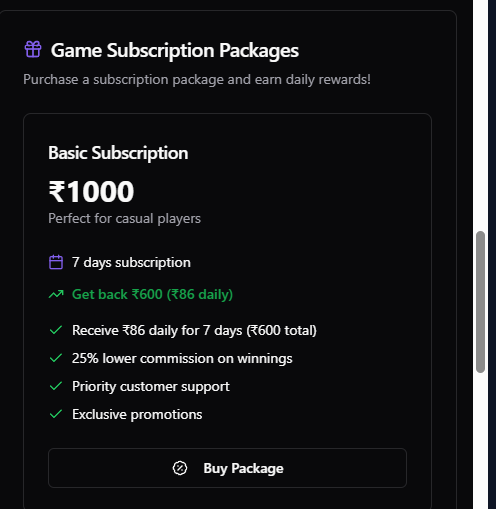 Game Subscription Packages
Purchase a subscription package and earn daily rewards!
Basic Subscription
₹1000
Perfect for casual players
7 days subscription
Get back ₹600 (₹86 daily)
Receive ₹86 daily for 7 days (₹600 total)
25% lower commission on winnings
Priority customer support
Exclusive promotions
Buy Package